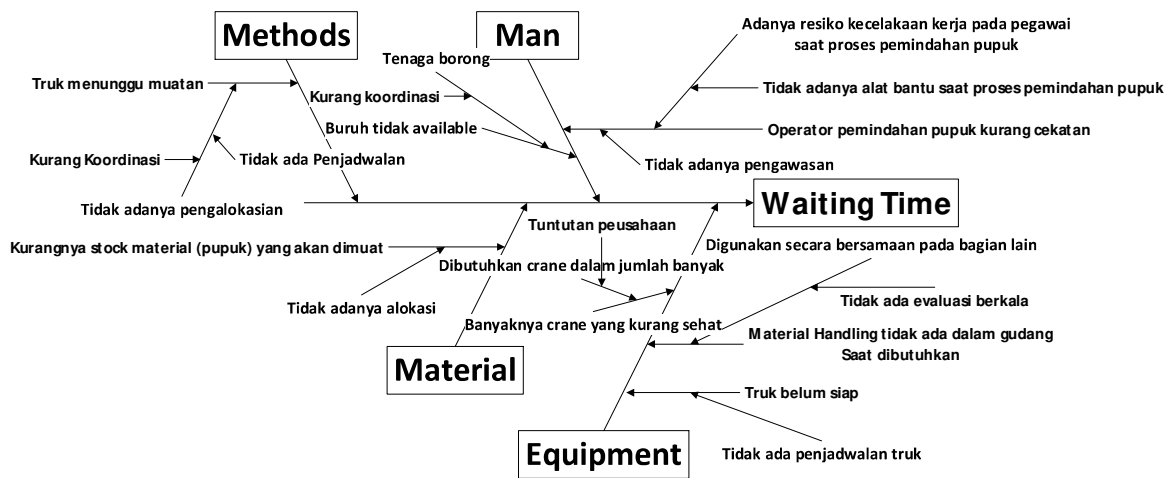 Methods
Man
Adanya resiko kecelakaan kerja pada pegawai
saat proses pemindahan pupuk
Tenaga borong
Truk menunggu muatan
Kurang koordinasi
Tidak adanya alat bantu saat proses pemindahan pupuk
Buruh tidak available
Operator pemindahan pupuk kurang cekatan
Kurang Koordinasi
Tidak ada Penjadwalan
Tidak adanya pengawasan
Tidak adanya pengalokasian
Waiting Time
Tuntutan peusahaan
Kurangnya stock material (pupuk) yang akan dimuat
Digunakan secara bersamaan pada bagian lain
Dibutuhkan crane dalam jumlah banyak
Tidak adanya alokasi
Tidak ada evaluasi berkala
Banyaknya crane yang kurang sehat
Material Handling tidak ada dalam gudang
Saat dibutuhkan
Material
Truk belum siap
Equipment
Tidak ada penjadwalan truk